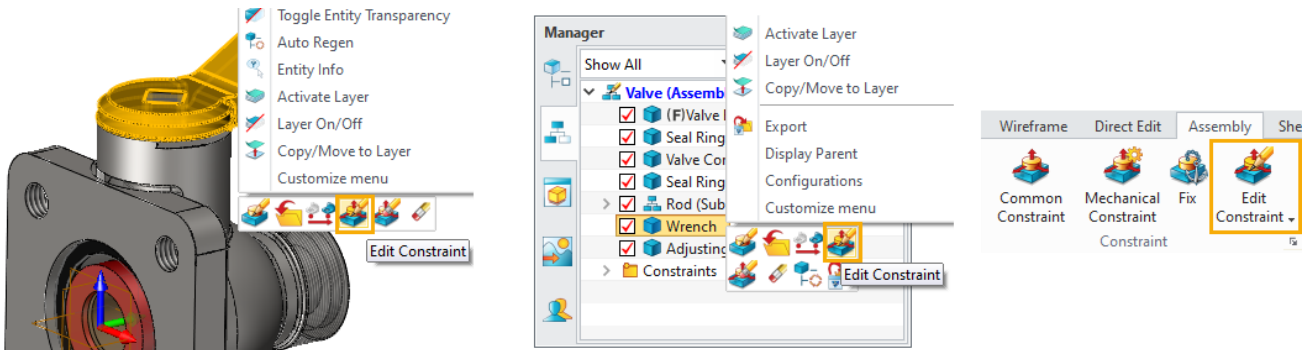 Toggle Entity Transparency
Auto Regen
Entity Info
Activate Layer
Layer On/Off
Copy/Move to Layer
Customize menu
Edit Constraint
Manager
Show All
Valve (Assemb
(F)Valve
Seal Ring
Valve Cor
Seal Ring
Rod (Sub
Wrench
Adjusting
Constraints
Activate Layer
Layer On/Off
Copy/Move to Layer
Export
Display Parent
Configurations
Customize menu
Edit Constraint
Wireframe Direct Edit Assembly She
Common Constraint
Mechanical Constraint
Fix
Edit Constraint
Constraint